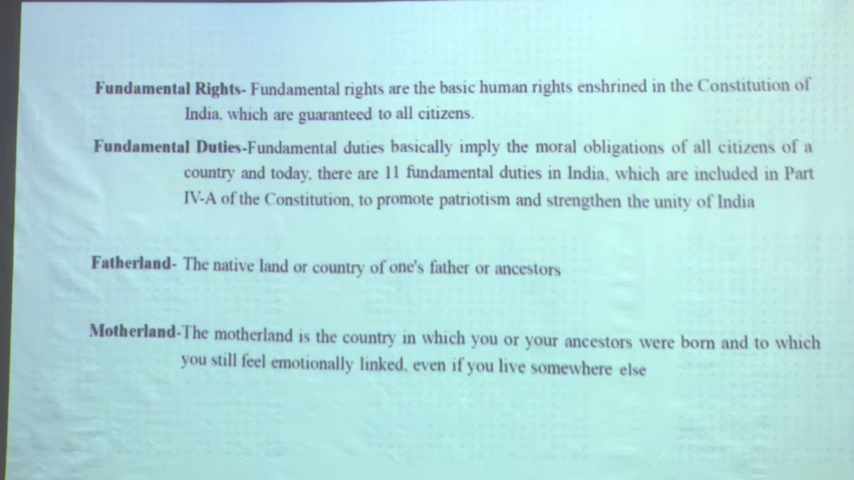 Fundamental Rights- Fundamental rights are the basic human rights enshrined in the Constitution of
India, which are guaranteed to all citizens.
Fundamental Duties-Fundamental duties basically imply the moral obligations of all citizens of a
country and today, there are 11 fundamental duties in India, which are included in Part
IV-A of the Constitution, to promote patriotism and strengthen the unity of India
Fatherland- The native land or country of one's father or ancestors
Motherland-The motherland is the country in which you or your ancestors were born and to which
you still feel emotionally linked, even if you live somewhere else